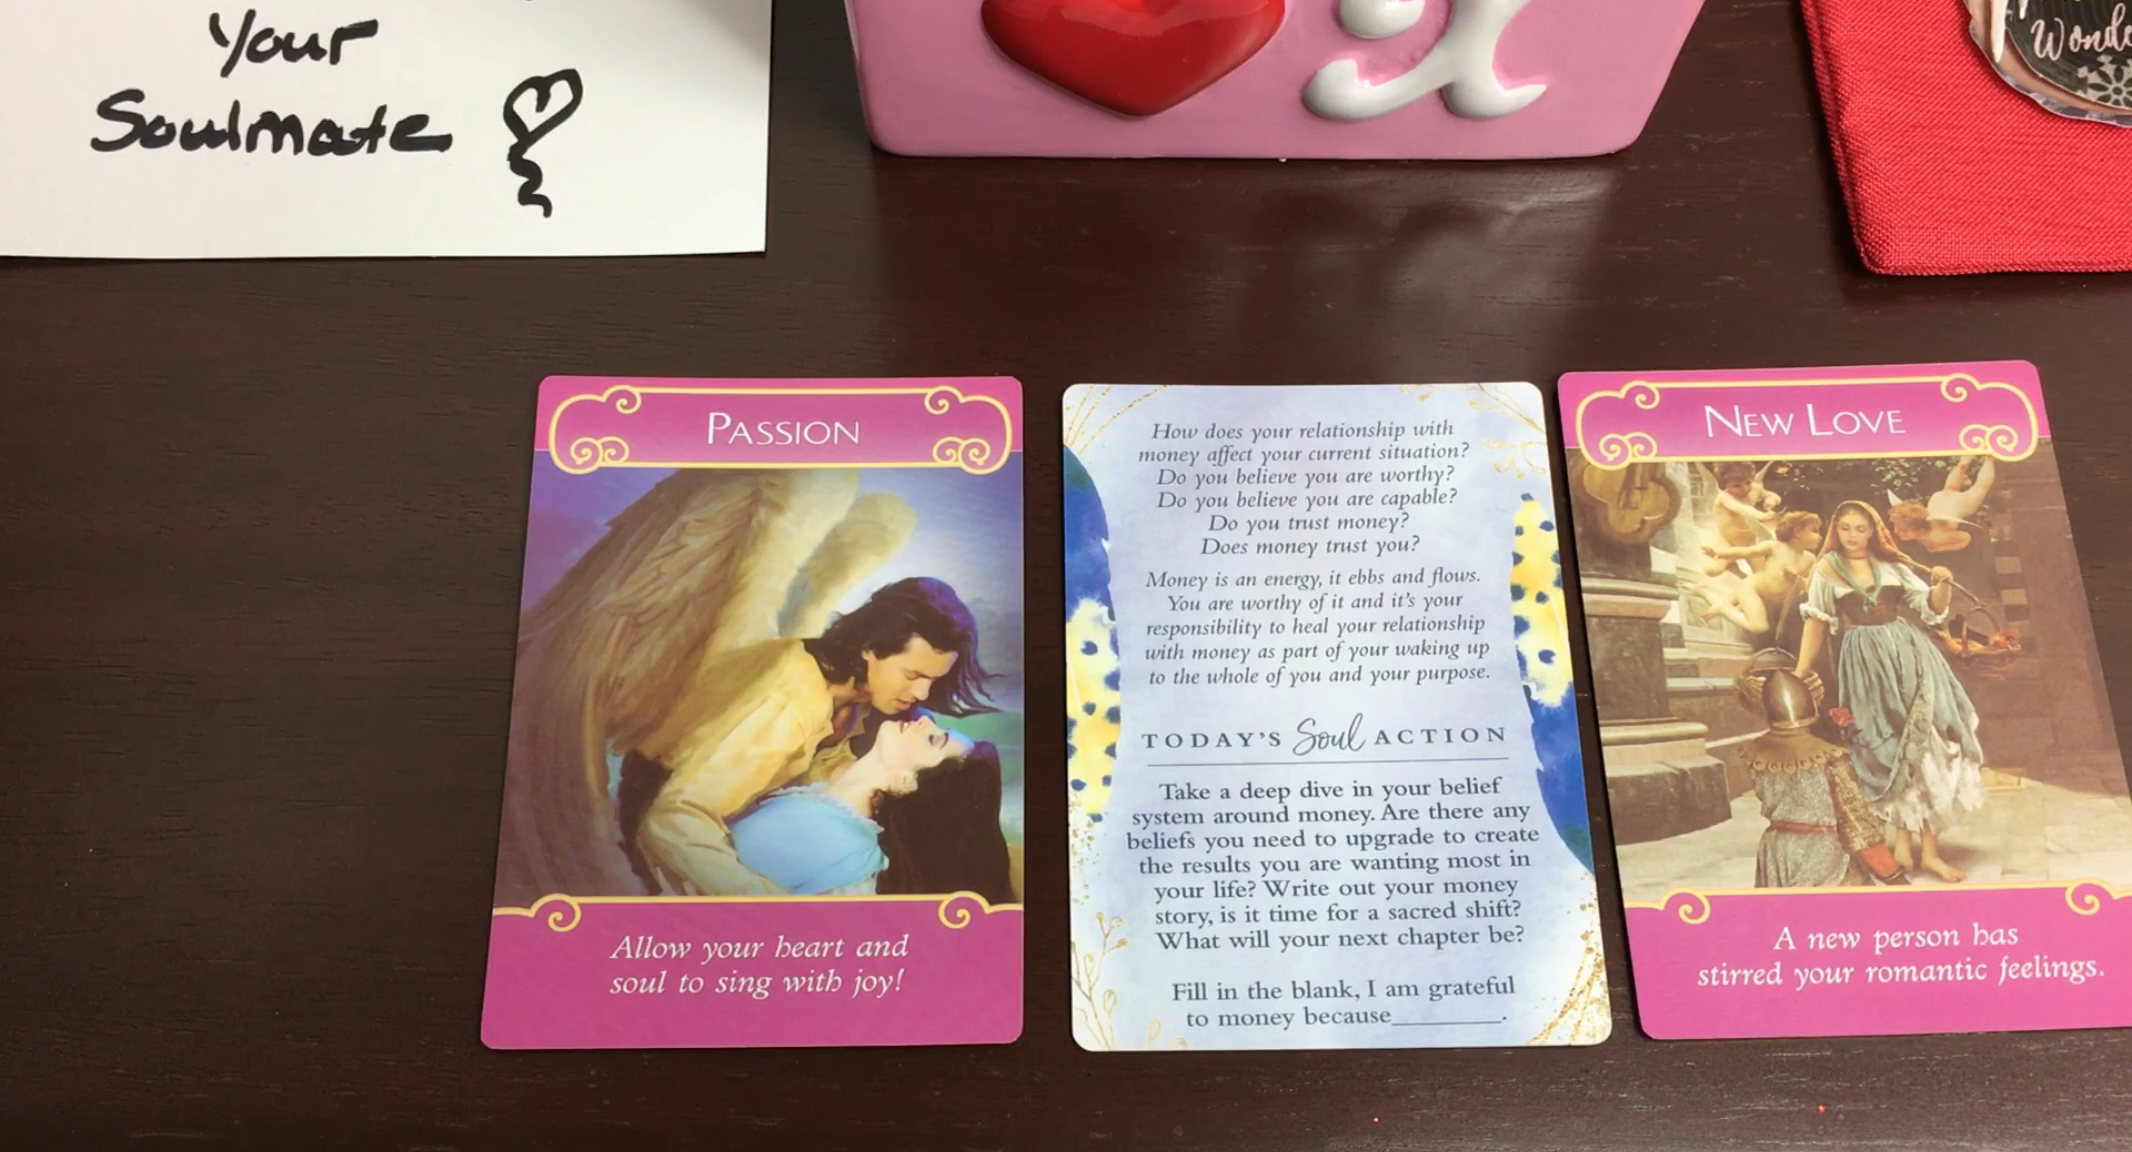 Your
Soulmate
Wonde
PASSION
Allow your heart and
soul to sing with joy!
How does your relationship with
money affect your current situation?
Do you believe you are worthy?
Do you believe you are capable?
Do you trust money?
Does money trust you?
Money is an energy, it ebbs and flows.
You are worthy of it and it's your
responsibility to heal your relationship
with money as part of your waking up
to the whole of you and your purpose.
TODAY'S Soul ACTION
Take a deep dive in your belief
system around money. Are there any
beliefs you need to upgrade to create
the results you are wanting most in
your life? Write out your money
story, is it time for a sacred shift?
What will your next chapter be?
Fill in the blank, I am grateful
to money because_________.
NEW LOVE
A new person has
stirred your romantic feelings.